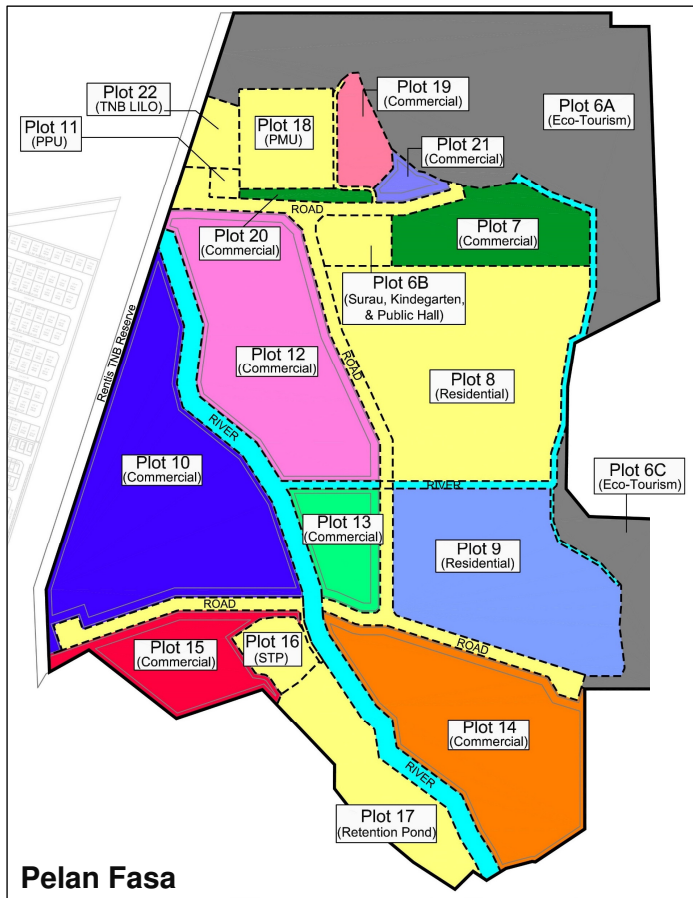 Plot 22
(TNB LILO)
Plot 19
(Commercial)
Plot 6A
(Eco-Tourism)
Plot 11
(PPU)
Plot 18
(PMU)
Plot 21
(Commercial)
ROAD
Plot 20
(Commercial)
Plot 7
(Commercial)
Plot 6B
(Surau, Kindegarten,
& Public Hall)
Rentis TNB Reserve
Plot 12
(Commercial)
ROAD
Plot 8
(Residential)
RIVER
Plot 10
(Commercial)
RIVER
Plot 6C
(Eco-Tourism)
Plot 13
(Commercial)
Plot 9
(Residential)
ROAD
Plot 15
(Commercial)
Plot 16
(STP)
ROAD
Plot 14
(Commercial)
RIVER
Plot 17
(Retention Pond)
Pelan Fasa